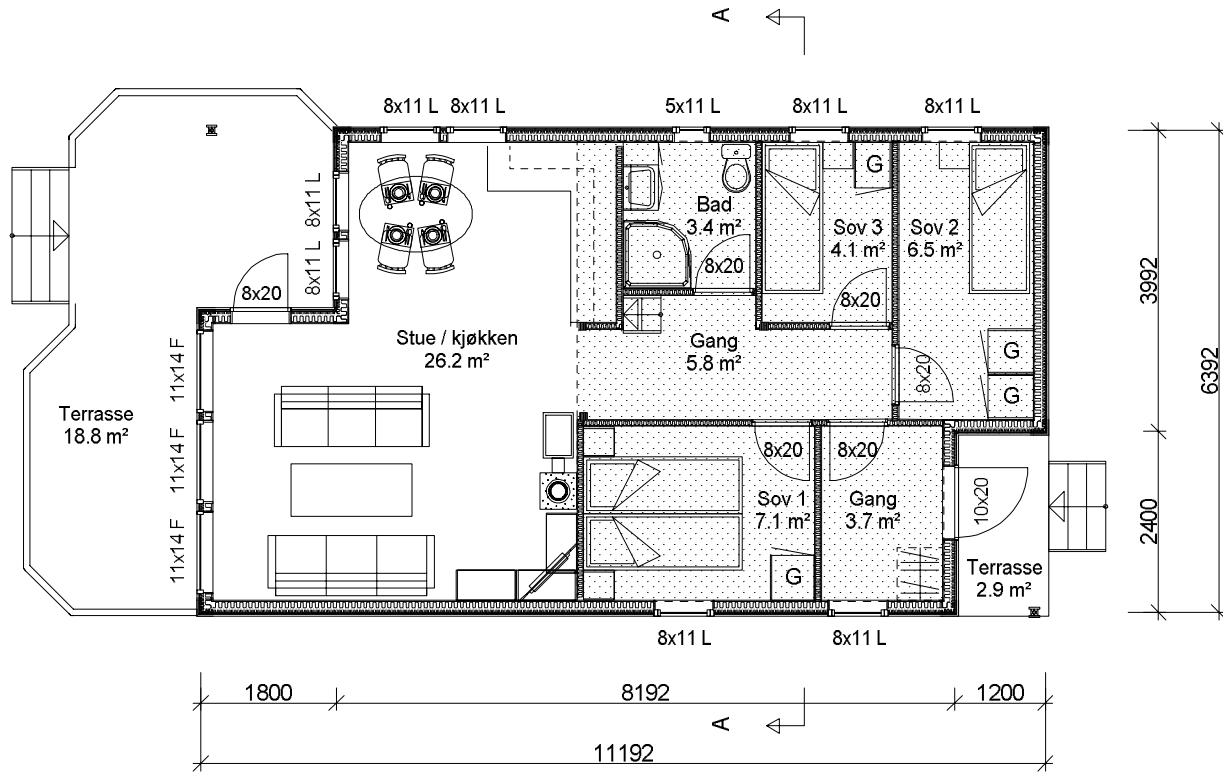 A
8x11 L
8x11 L
5x11 L
8x11 L
8x11 L
8x11 L
8x11 L
8x20
Bad
3.4 m²
8x20
G
Sov 3
4.1 m²
8x20
Sov 2
6.5 m²
3992
6392
Stue / kjøkken
26.2 m²
Gang
5.8 m²
8x20
G
G
11x14 F
11x14 F
11x14 F
Terrasse
18.8 m²
8x20
8x20
Sov 1
7.1 m²
Gang
3.7 m²
10x20
2400
G
Terrasse
2.9 m²
8x11 L
8x11 L
1800
8192
1200
A
11192